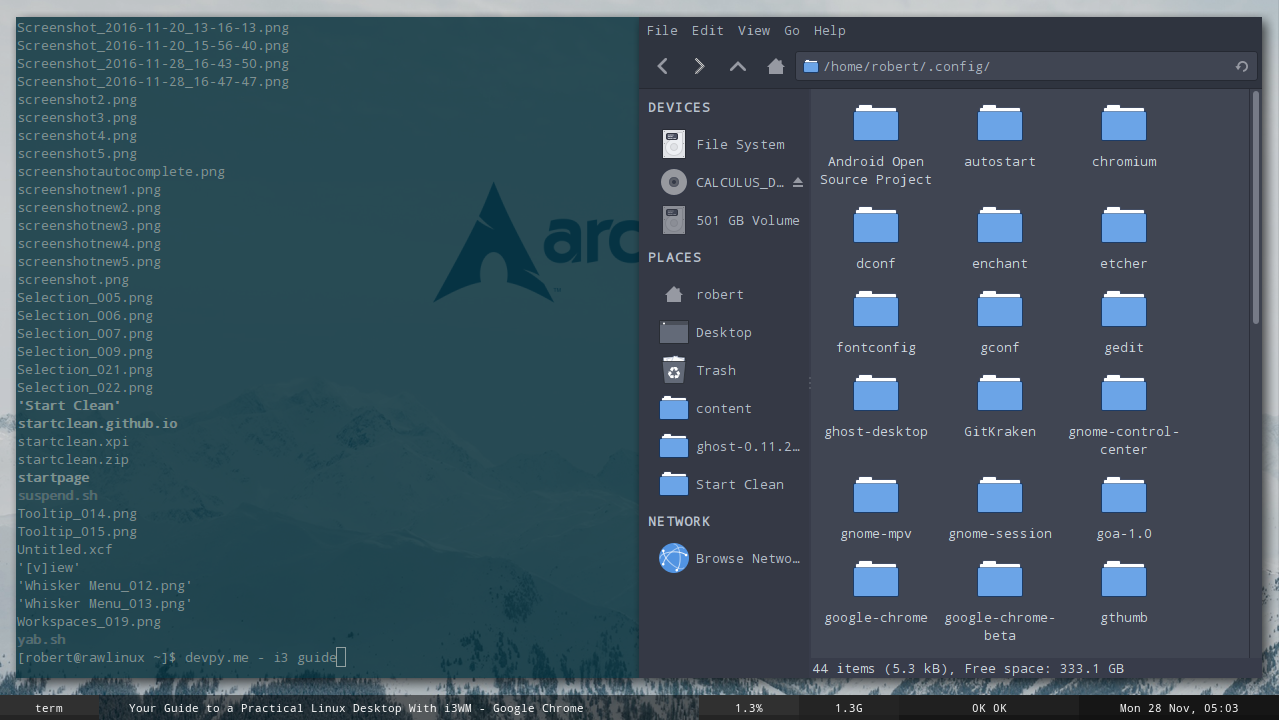 Screenshot_2016-11-20_13-16-13.png
Screenshot_2016-11-20_15-56-40.png
Screenshot_2016-11-28_16-43-50.png
Screenshot_2016-11-28_16-47-47.png
screenshot2.png
screenshot3.png
screenshot4.png
screenshot5.png
screenshotautocomplete.png
screenshotnew1.png
screenshotnew2.png
screenshotnew3.png
screenshotnew4.png
screenshotnew5.png
screenshot.png
Selection_005.png
Selection_006.png
Selection_007.png
Selection_009.png
Selection_021.png
Selection_022.png
'Start Clean'
startclean.github.io
startclean.xpi
startclean.zip
startpage
suspend.sh
Tooltip_014.png
Tooltip_015.png
Untitled.xcf
'[v]iew'
'Whisker Menu_012.png'
'Whisker Menu_013.png'
Workspaces_019.png
yab.sh
[robert@rawlinux ~]$ devpy.me - i3 guide
arc
TM
File Edit View Go Help
/home/robert/.config/
DEVICES
File System
CALCULUS_D…
501 GB Volume
PLACES
robert
Desktop
Trash
content
ghost-0.11.2…
Start Clean
NETWORK
Browse Netwo…
Android Open autostart chromium
Source Project
dconf enchant etcher
fontconfig gconf gedit
ghost-desktop GitKraken gnome-control-
center
gnome-mpv gnome-session goa-1.0
google-chrome google-chrome- gthumb
beta
44 items (5.3 kB), Free space: 333.1 GB
term Your Guide to a Practical Linux Desktop With i3WM - Google Chrome 1.3% 1.3G 0K 0K Mon 28 Nov, 05:03